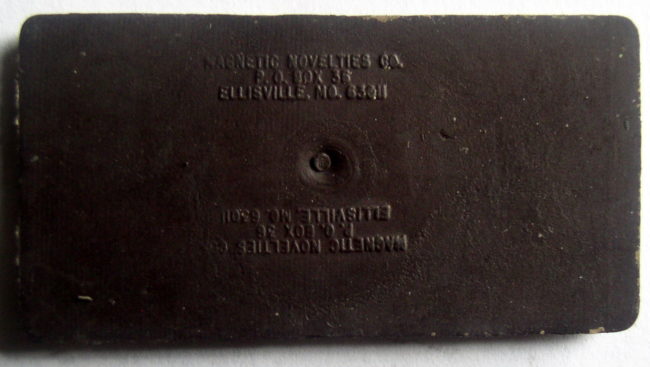 MAGNETIC NOVELTIES CO.
P.O. BOX 36
ELLISVILLE, MO. 63011
MAGNETIC NOVELTIES CO.
P.O. BOX 36
ELLISVILLE, MO. 63011